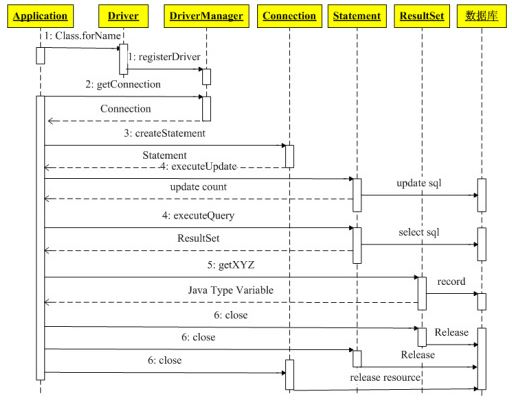 Application Driver DriverManager Connection Statement ResultSet 数据库
1: Class.forName
1: registerDriver
2: getConnection
Connection
3: createStatement
Statement
4: executeUpdate
update count
update sql
4: executeQuery
ResultSet
select sql
5: getXYZ
Java Type Variable
record
6: close
Release
6: close
Release
6: close
release resource